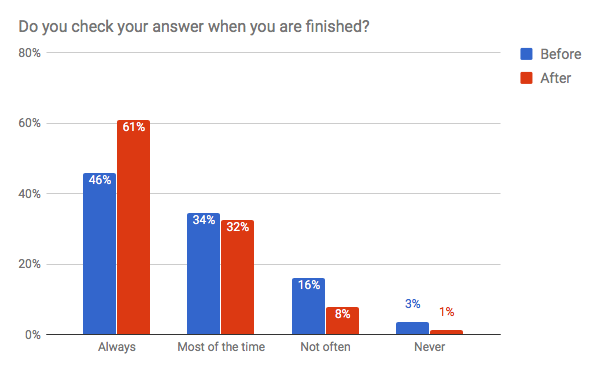 Do you check your answer when you are finished?
Before
After
80%
60%
40%
20%
0%
46%
61%
34%
32%
16%
8%
3%
1%
Always
Most of the time
Not often
Never